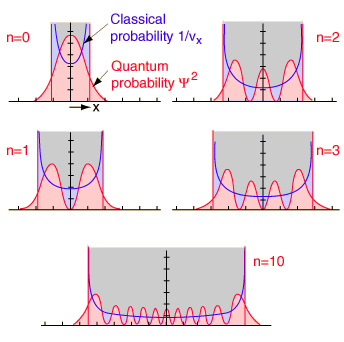 n=0
Classical
probability 1/vₓ
n=2
Quantum
probability Ψ²
x
n=1
n=3
n=10